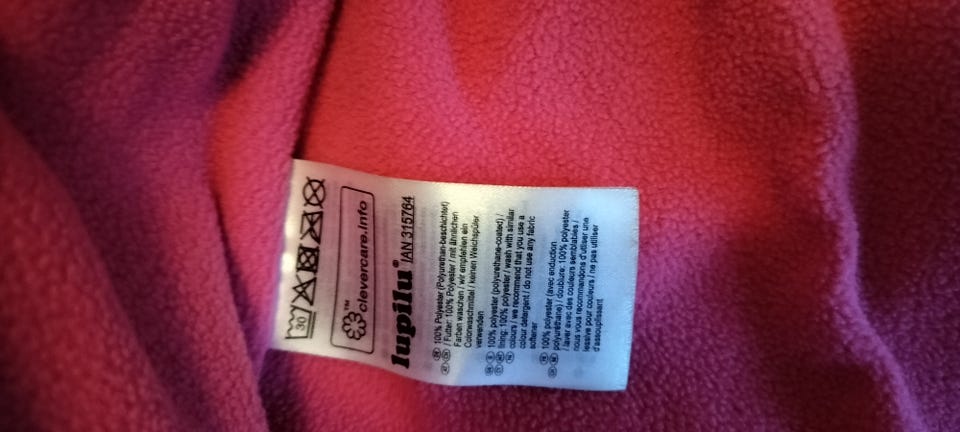 30
™
clevercare.info
lupilu® IAN 315764
100% Polyester (Polyurethan-beschichtet)
/ Futter: 100% Polyester / mit ähnlichen
Farben waschen / wir empfehlen ein
Colorwaschmittel / keinen Weichspüler
verwenden
100% polyester (polyurethane-coated) /
lining: 100% polyester / wash with similar
colours / we recommend that you use a
colour detergent / do not use any fabric
softener
100% polyester (avec enduction
polyuréthane) / doublure: 100% polyester
/ laver avec des couleurs semblables /
nous vous recommandons d'utiliser une
lessive pour couleurs / ne pas utiliser
d'assouplissant